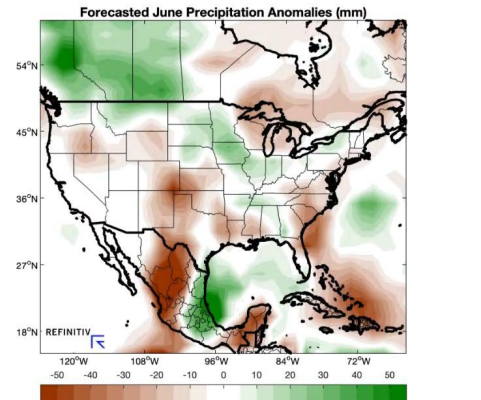 Forecasted June Precipitation Anomalies (mm)
54°N
45°N
36°N
27°N
18°N
REFINITIV
120°W 108°W 96°W 84°W 72°W
-50 -40 -30 -20 -10 0 10 20 30 40 50